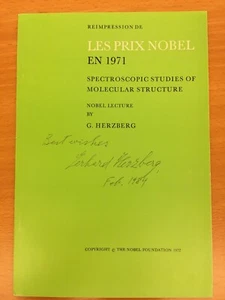 RÉIMPRESSION DE
LES PRIX NOBEL
EN 1971
SPECTROSCOPIC STUDIES OF
MOLECULAR STRUCTURE
NOBEL LECTURE
BY
G. HERZBERG
Best wishes
Gerhard Herzberg
Feb. 1984
COPYRIGHT © THE NOBEL FOUNDATION 1972